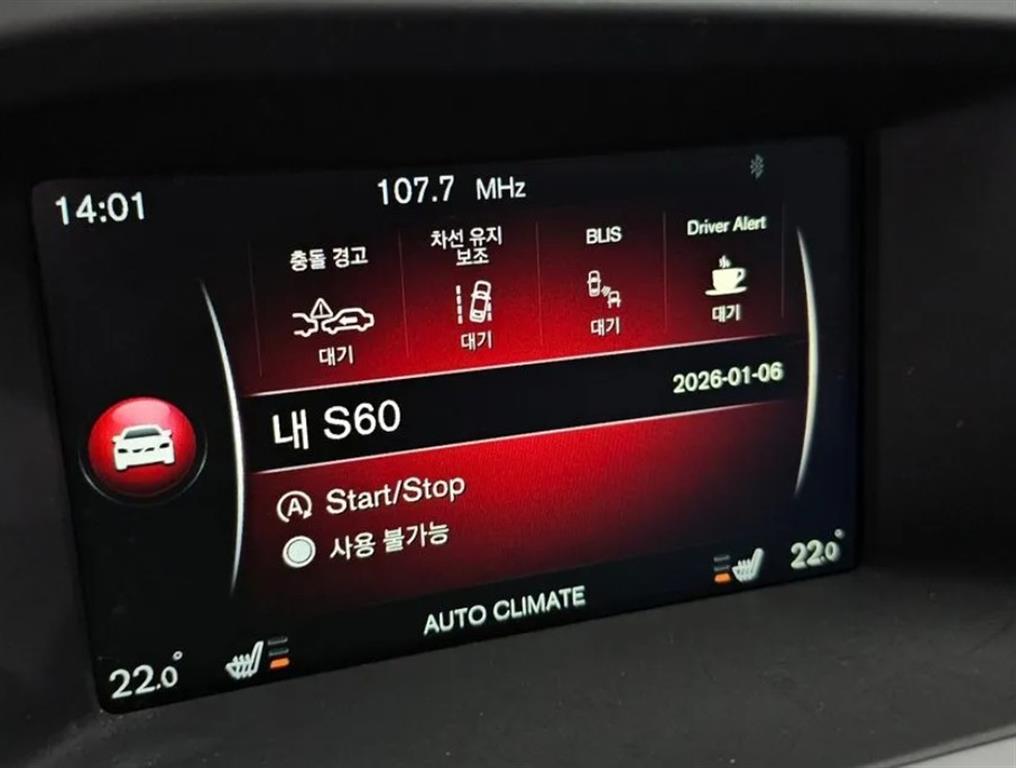 14:01
107.7 MHz
충돌 경고
대기
차선 유지
보조
대기
BLIS
대기
Driver Alert
대기
내 S60
2026-01-06
A Start/Stop
사용 불가능
22.0°
AUTO CLIMATE
22.0°